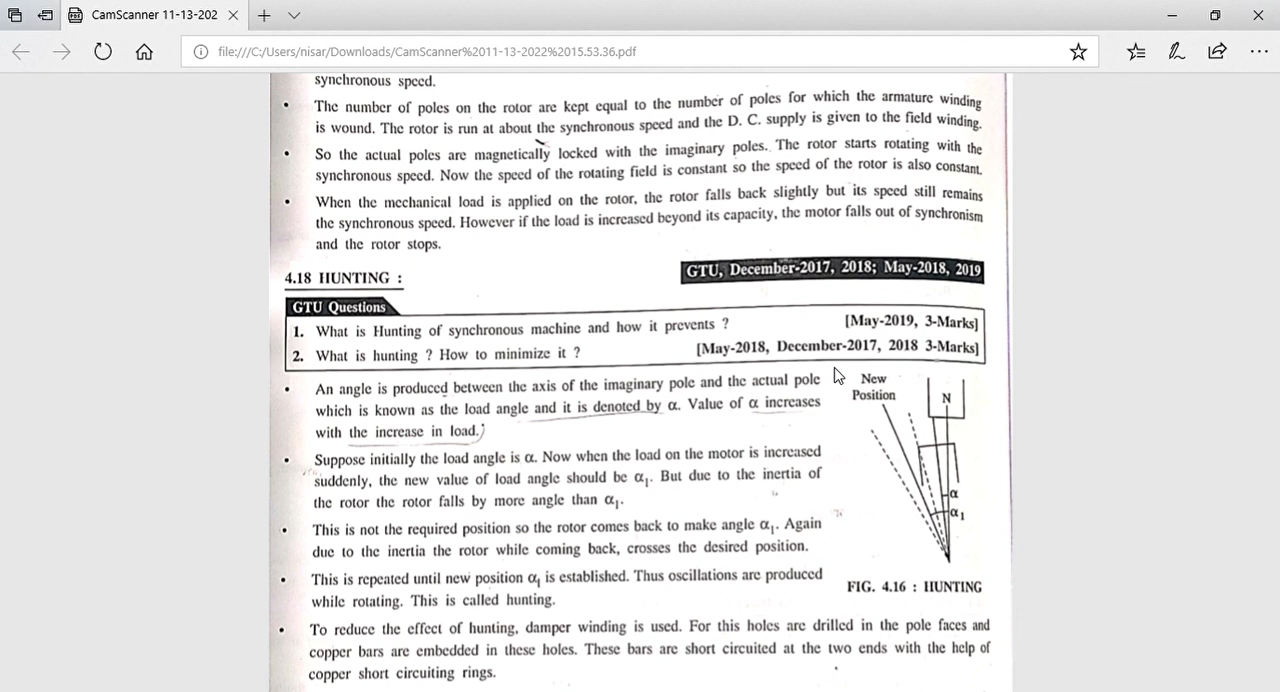 CamScanner 11-13-202
file:///C:/Users/nisar/Downloads/CamScanner%2011-13-2022%2015.53.36.pdf
synchronous speed.
• The number of poles on the rotor are kept equal to the number of poles for which the armature winding
is wound. The rotor is run at about the synchronous speed and the D. C. supply is given to the field winding.
• So the actual poles are magnetically locked with the imaginary poles. The rotor starts rotating with the
synchronous speed. Now the speed of the rotating field is constant so the speed of the rotor is also constant.
• When the mechanical load is applied on the rotor, the rotor falls back slightly but its speed still remains
the synchronous speed. However if the load is increased beyond its capacity, the motor falls out of synchronism
and the rotor stops.
4.18 HUNTING :
GTU, December-2017, 2018; May-2018, 2019
GTU Questions
1. What is Hunting of synchronous machine and how it prevents ? [May-2019, 3-Marks]
2. What is hunting ? How to minimize it ? [May-2018, December-2017, 2018 3-Marks]
• An angle is produced between the axis of the imaginary pole and the actual pole
which is known as the load angle and it is denoted by α. Value of α increases
with the increase in load.
• Suppose initially the load angle is α. Now when the load on the motor is increased
suddenly, the new value of load angle should be α₁. But due to the inertia of
the rotor the rotor falls by more angle than α₁.
• This is not the required position so the rotor comes back to make angle α₁. Again
due to the inertia the rotor while coming back, crosses the desired position.
• This is repeated until new position α₁ is established. Thus oscillations are produced
while rotating. This is called hunting.
New
Position
N
α
α₁
FIG. 4.16 : HUNTING
• To reduce the effect of hunting, damper winding is used. For this holes are drilled in the pole faces and
copper bars are embedded in these holes. These bars are short circuited at the two ends with the help of
copper short circuiting rings.